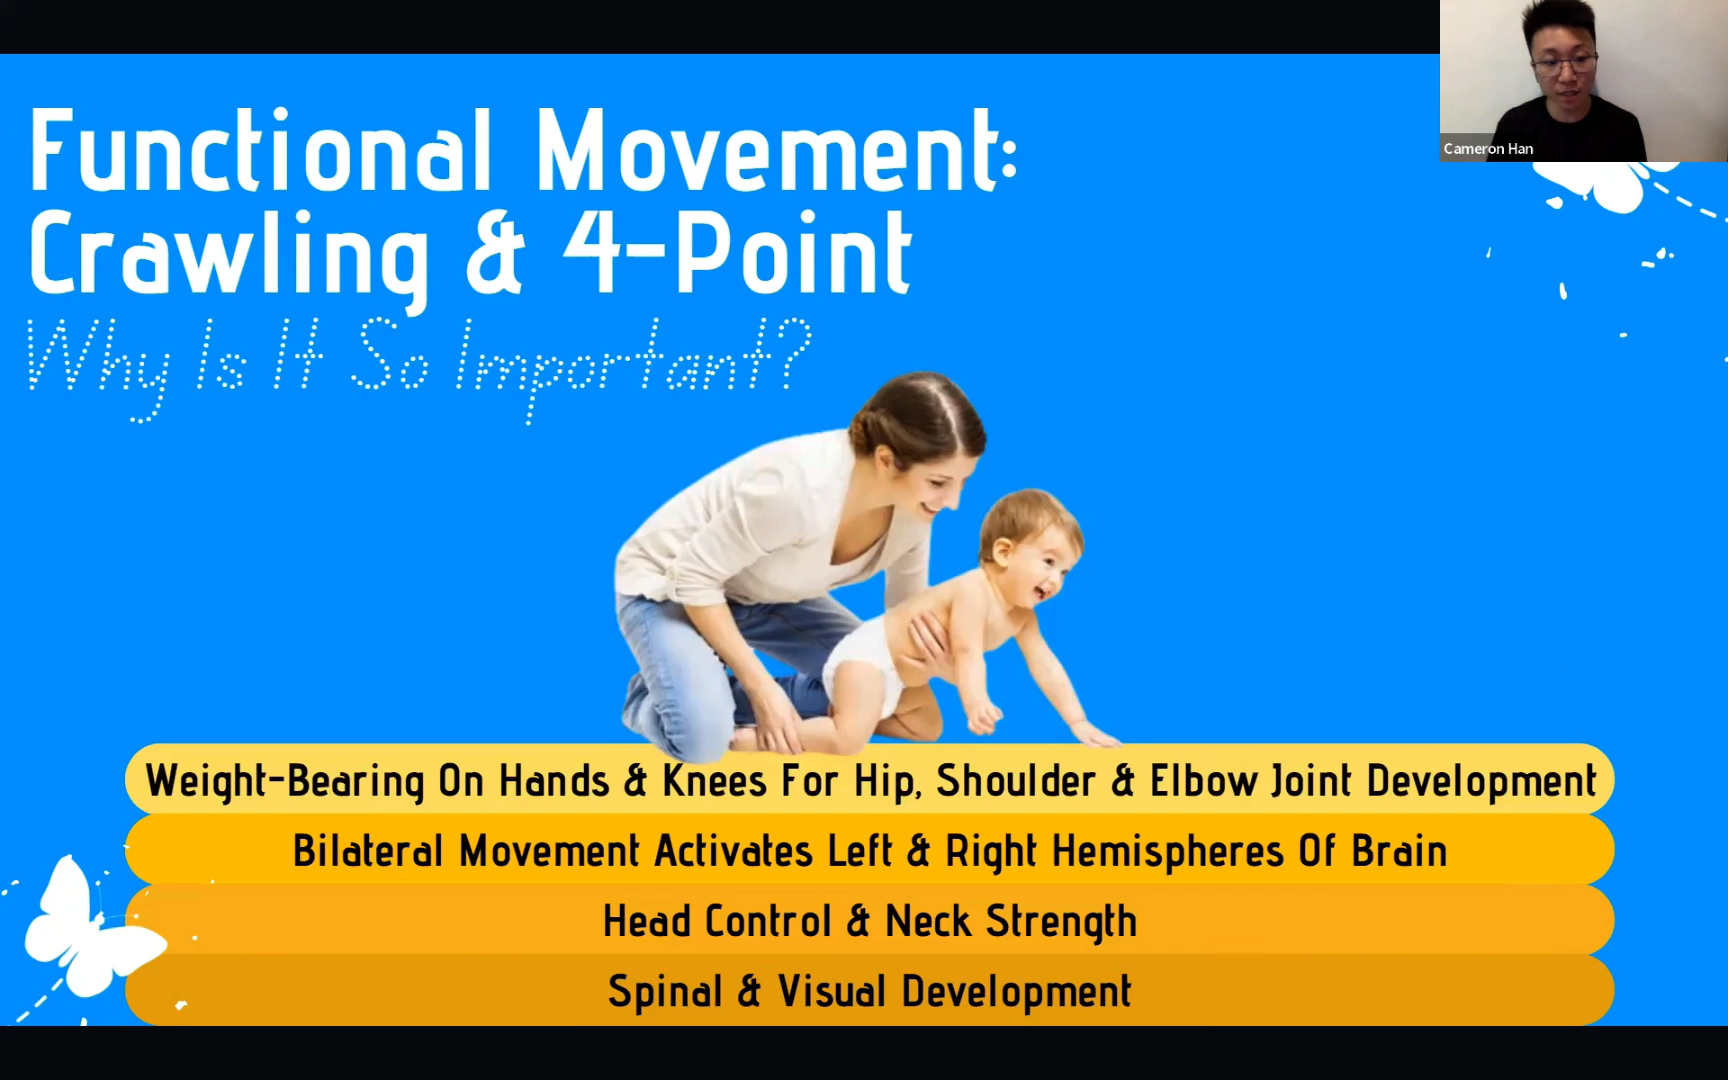 Functional Movement:
Crawling & 4-Point
Why Is It So Important?
Weight-Bearing On Hands & Knees For Hip, Shoulder & Elbow Joint Development
Bilateral Movement Activates Left & Right Hemispheres Of Brain
Head Control & Neck Strength
Spinal & Visual Development
Cameron Han